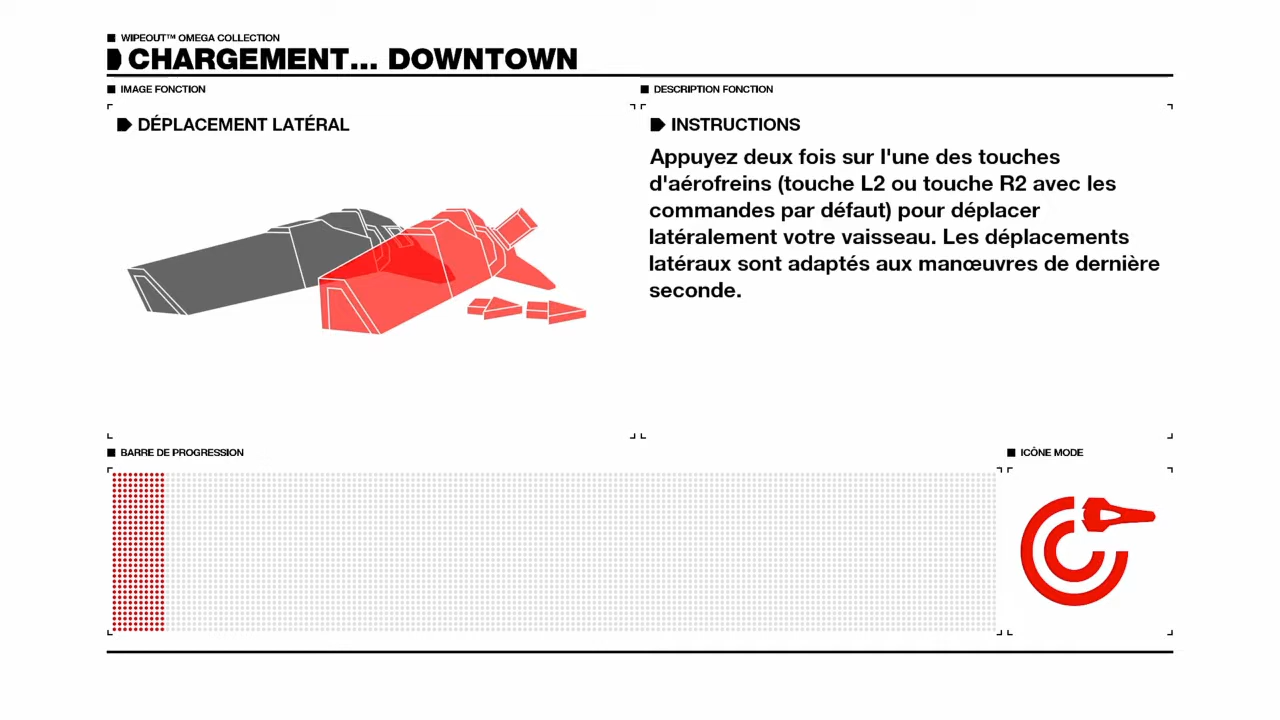 WIPEOUT™ OMEGA COLLECTION
CHARGEMENT... DOWNTOWN
IMAGE FONCTION
DÉPLACEMENT LATÉRAL
DESCRIPTION FONCTION
INSTRUCTIONS
Appuyez deux fois sur l'une des touches
d'aérofreins (touche L2 ou touche R2 avec les
commandes par défaut) pour déplacer
latéralement votre vaisseau. Les déplacements
latéraux sont adaptés aux manœuvres de dernière
seconde.
BARRE DE PROGRESSION
ICÔNE MODE